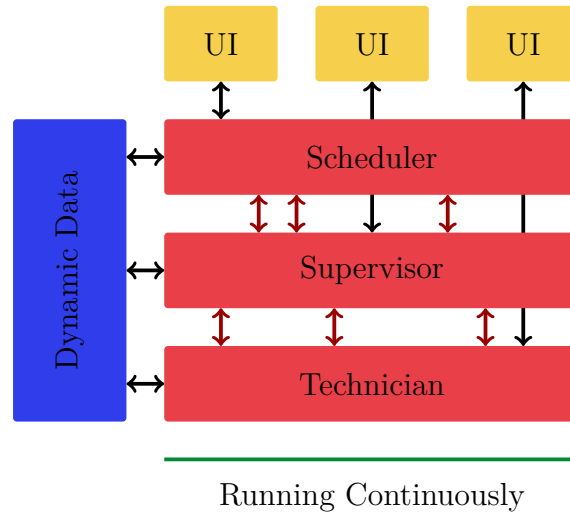 UI
UI
UI
Scheduler
Dynamic Data
Supervisor
Technician
Running Continuously